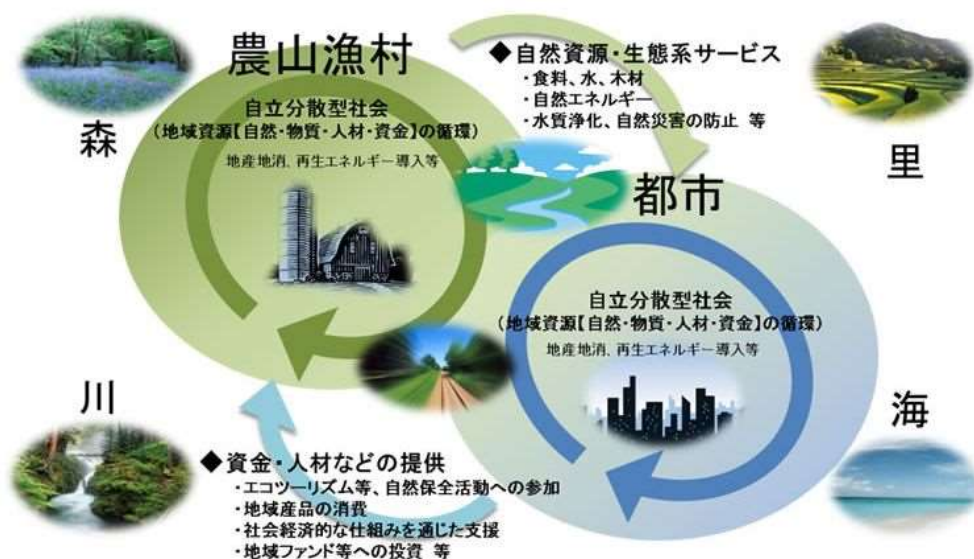 農山漁村
自立分散型社会
(地域資源【自然・物質・人材・資金】の循環)
地産地消、再生エネルギー導入等
◆自然資源・生態系サービス
・食料、水、木材
・自然エネルギー
・水質浄化、自然災害の防止 等
森
里
都市
自立分散型社会
(地域資源【自然・物質・人材・資金】の循環)
地産地消、再生エネルギー導入等
川
海
◆資金・人材などの提供
・エコツーリズム等、自然保全活動への参加
・地域産品の消費
・社会経済的な仕組みを通じた支援
・地域ファンド等への投資 等